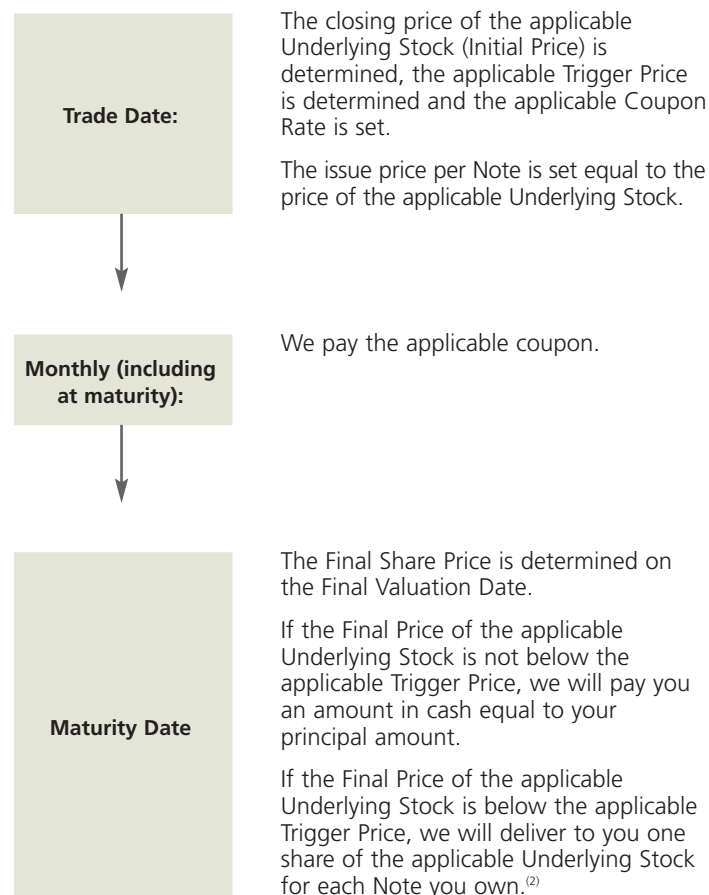 Trade Date:
The closing price of the applicable
Underlying Stock (Initial Price) is
determined, the applicable Trigger Price
is determined and the applicable Coupon
Rate is set.
The issue price per Note is set equal to the
price of the applicable Underlying Stock.
Monthly (including
at maturity):
We pay the applicable coupon.
Maturity Date
The Final Share Price is determined on
the Final Valuation Date.
If the Final Price of the applicable
Underlying Stock is not below the
applicable Trigger Price, we will pay you
an amount in cash equal to your
principal amount.
If the Final Price of the applicable
Underlying Stock is below the applicable
Trigger Price, we will deliver to you one
share of the applicable Underlying Stock
for each Note you own.(2)